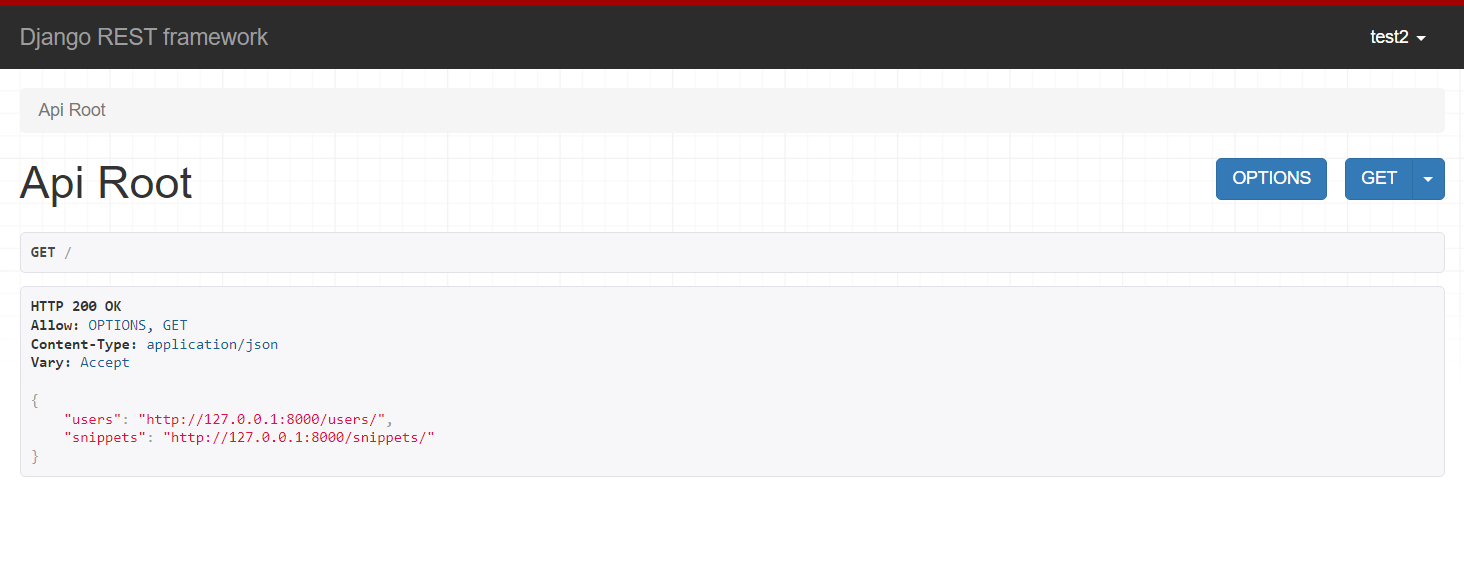 Django REST framework
test2
Api Root
Api Root
OPTIONS
GET
GET /
HTTP 200 OK
Allow: OPTIONS, GET
Content-Type: application/json
Vary: Accept
{
    "users": "http://127.0.0.1:8000/users/",
    "snippets": "http://127.0.0.1:8000/snippets/"
}